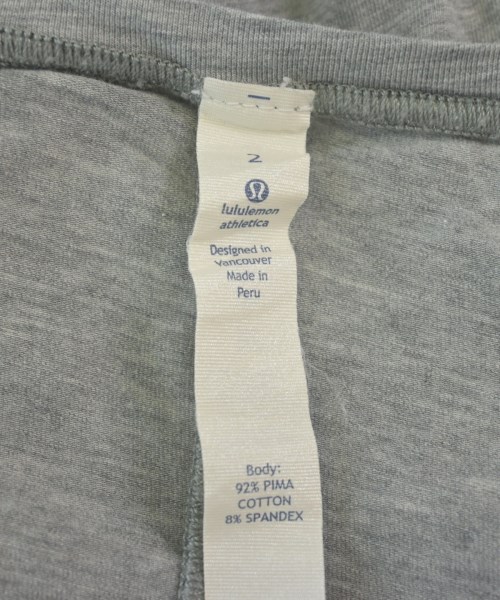 2
lululemon
athletica
Designed in
Vancouver
Made in
Peru
Body:
92% PIMA
COTTON
8% SPANDEX